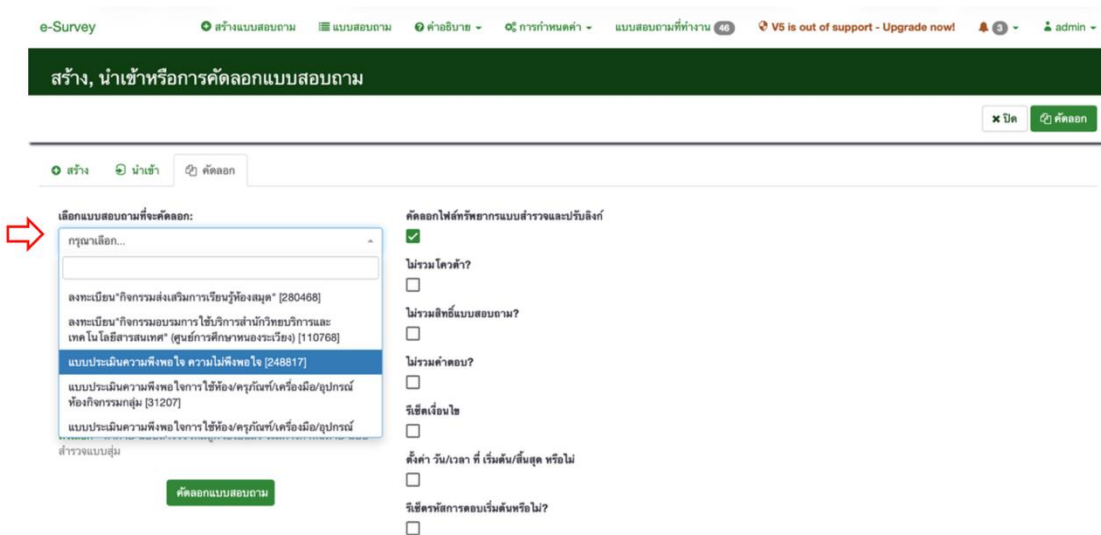 e-Survey
สร้างแบบสอบถาม
แบบสอบถาม
คำอธิบาย
การกำหนดค่า
แบบสอบถามที่ทำงาน 46
V5 is out of support - Upgrade now!
3
admin
สร้าง, นำเข้าหรือการคัดลอกแบบสอบถาม
ปิด
คัดลอก
สร้าง
นำเข้า
คัดลอก
เลือกแบบสอบถามที่จะคัดลอก:
กรุณาเลือก...
ลงทะเบียน"กิจกรรมส่งเสริมการเรียนรู้ห้องสมุด" [280468]
ลงทะเบียน"กิจกรรมอบรมการใช้บริการสำนักวิทยบริการและ
เทคโนโลยีสารสนเทศ" (ศูนย์การศึกษาหนองระเวียง) [110768]
แบบประเมินความพึงพอใจ ความไม่พึงพอใจ [248817]
แบบประเมินความพึงพอใจการใช้ห้อง/ครุภัณฑ์/เครื่องมือ/อุปกรณ์
ห้องกิจกรรมกลุ่ม [31207]
แบบประเมินความพึงพอใจการใช้ห้อง/ครุภัณฑ์/เครื่องมือ/อุปกรณ์
สำรวจแบบสุ่ม
คัดลอกแบบสอบถาม
คัดลอกไฟล์ทรัพยากรแบบสำรวจและปรับลิงก์
ไม่รวมโควต้า?
ไม่รวมสิทธิ์แบบสอบถาม?
ไม่รวมคำตอบ?
รีเซ็ตเงื่อนไข
ตั้งค่า วัน/เวลา ที่ เริ่มต้น/สิ้นสุด หรือไม่
รีเซ็ตรหัสการตอบเริ่มต้นหรือไม่?